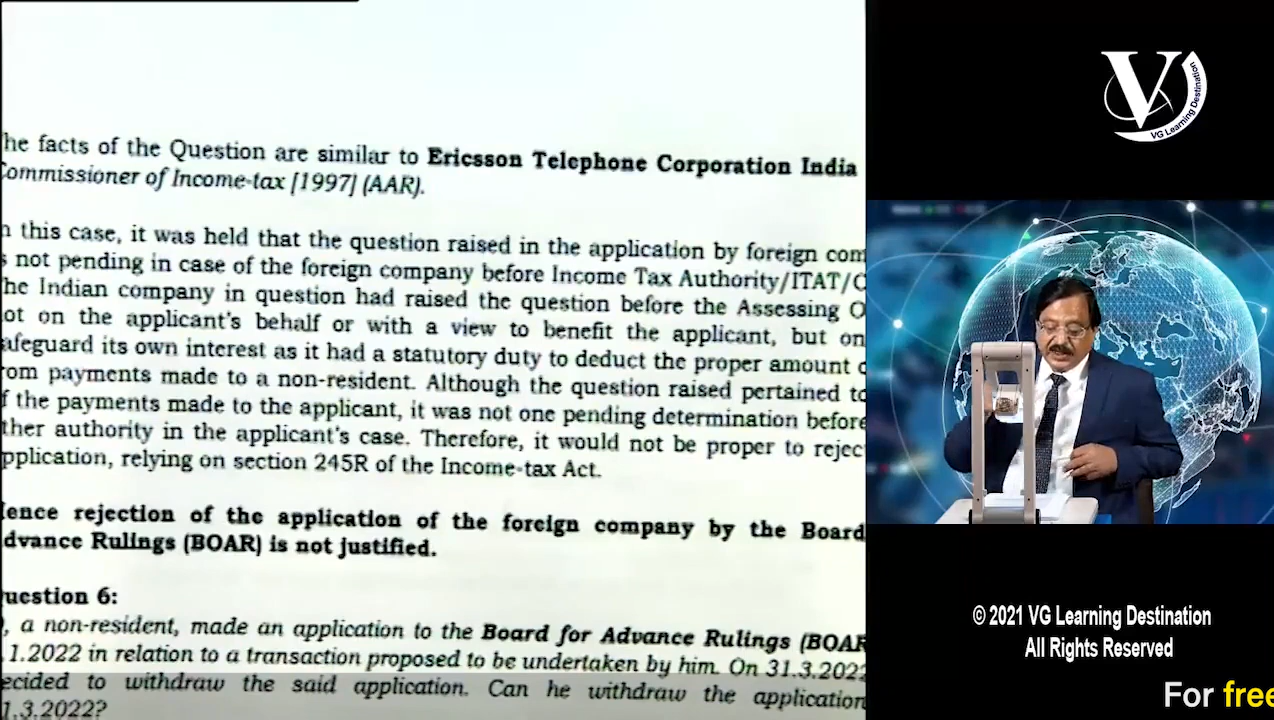 he facts of the Question are similar to Ericsson Telephone Corporation India
Commissioner of Income-tax [1997] (AAR).
n this case, it was held that the question raised in the application by foreign com
s not pending in case of the foreign company before Income Tax Authority/ITAT/C
he Indian company in question had raised the question before the Assessing O
ot on the applicant's behalf or with a view to benefit the applicant, but on
afeguard its own interest as it had a statutory duty to deduct the proper amount o
rom payments made to a non-resident. Although the question raised pertained to
f the payments made to the applicant, it was not one pending determination before
ther authority in the applicant's case. Therefore, it would not be proper to rejec
pplication, relying on section 245R of the Income-tax Act.
ence rejection of the application of the foreign company by the Board
dvance Rulings (BOAR) is not justified.
uestion 6:
, a non-resident, made an application to the Board for Advance Rulings (BOAR
.1.2022 in relation to a transaction proposed to be undertaken by him. On 31.3.2022
ecided to withdraw the said application. Can he withdraw the application
1.3.2022?
V
VG Learning Destination
© 2021 VG Learning Destination
All Rights Reserved
For free